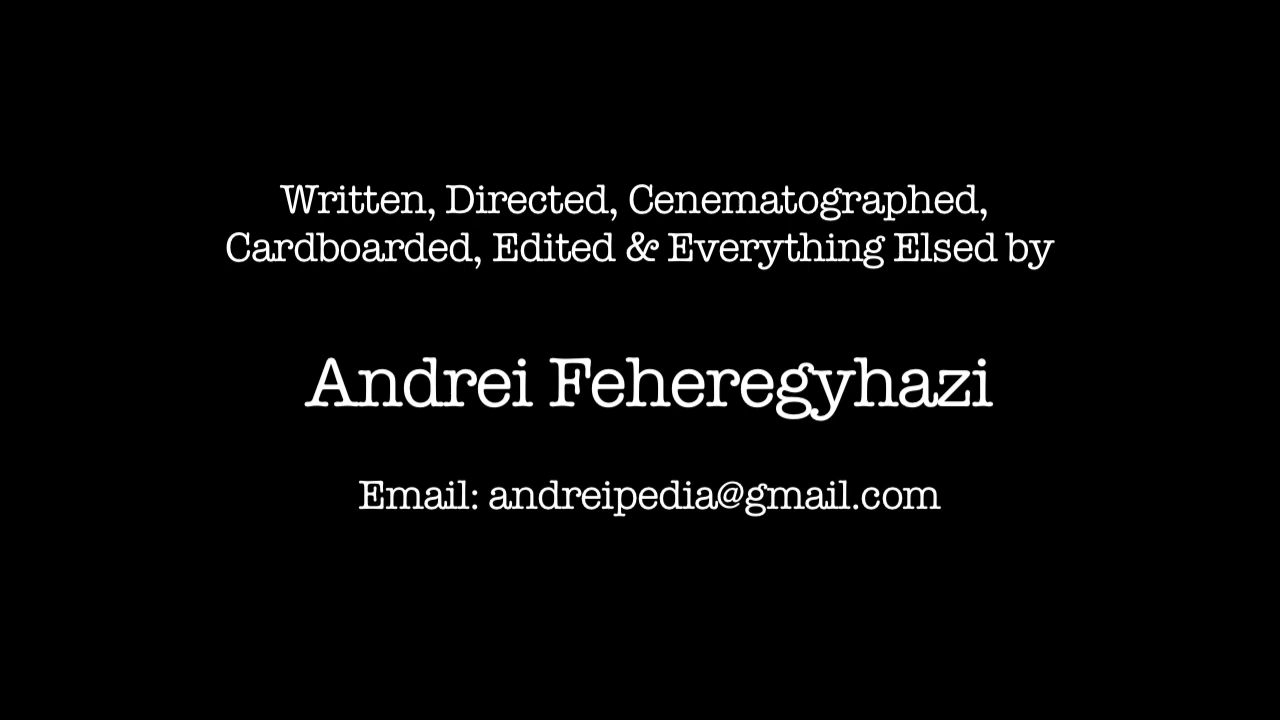 Written, Directed, Cenematographed,
Cardboarded, Edited & Everything Elsed by
Andrei Feheregyhazi
Email: andreipedia@gmail.com